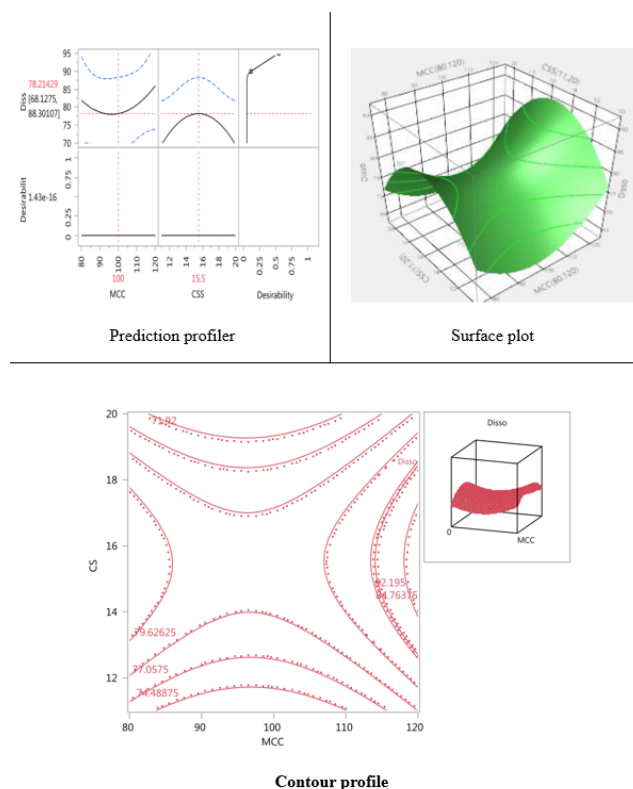 78.21429
[68.1275,
88.30107]
Diss
95
90
85
80
75
70
Desirabilit
1.43e-16
1
0.75
0.25
0
80
90
100
110
120
12
14
16
18
20
0
0.25
0.5
0.75
1
100
15.5
MCC
CSS
Desirability
MCC(80,120)
CSS(11,20)
Disso
Disso
CSS(11,20)
MCC(80,120)
Prediction profiler
Surface plot
20
18
16
14
12
CS
71.92
Disso
82.195
84.76375
79.62625
77.0575
74.48875
80
90
100
110
120
MCC
Disso
0
MCC
Contour profile